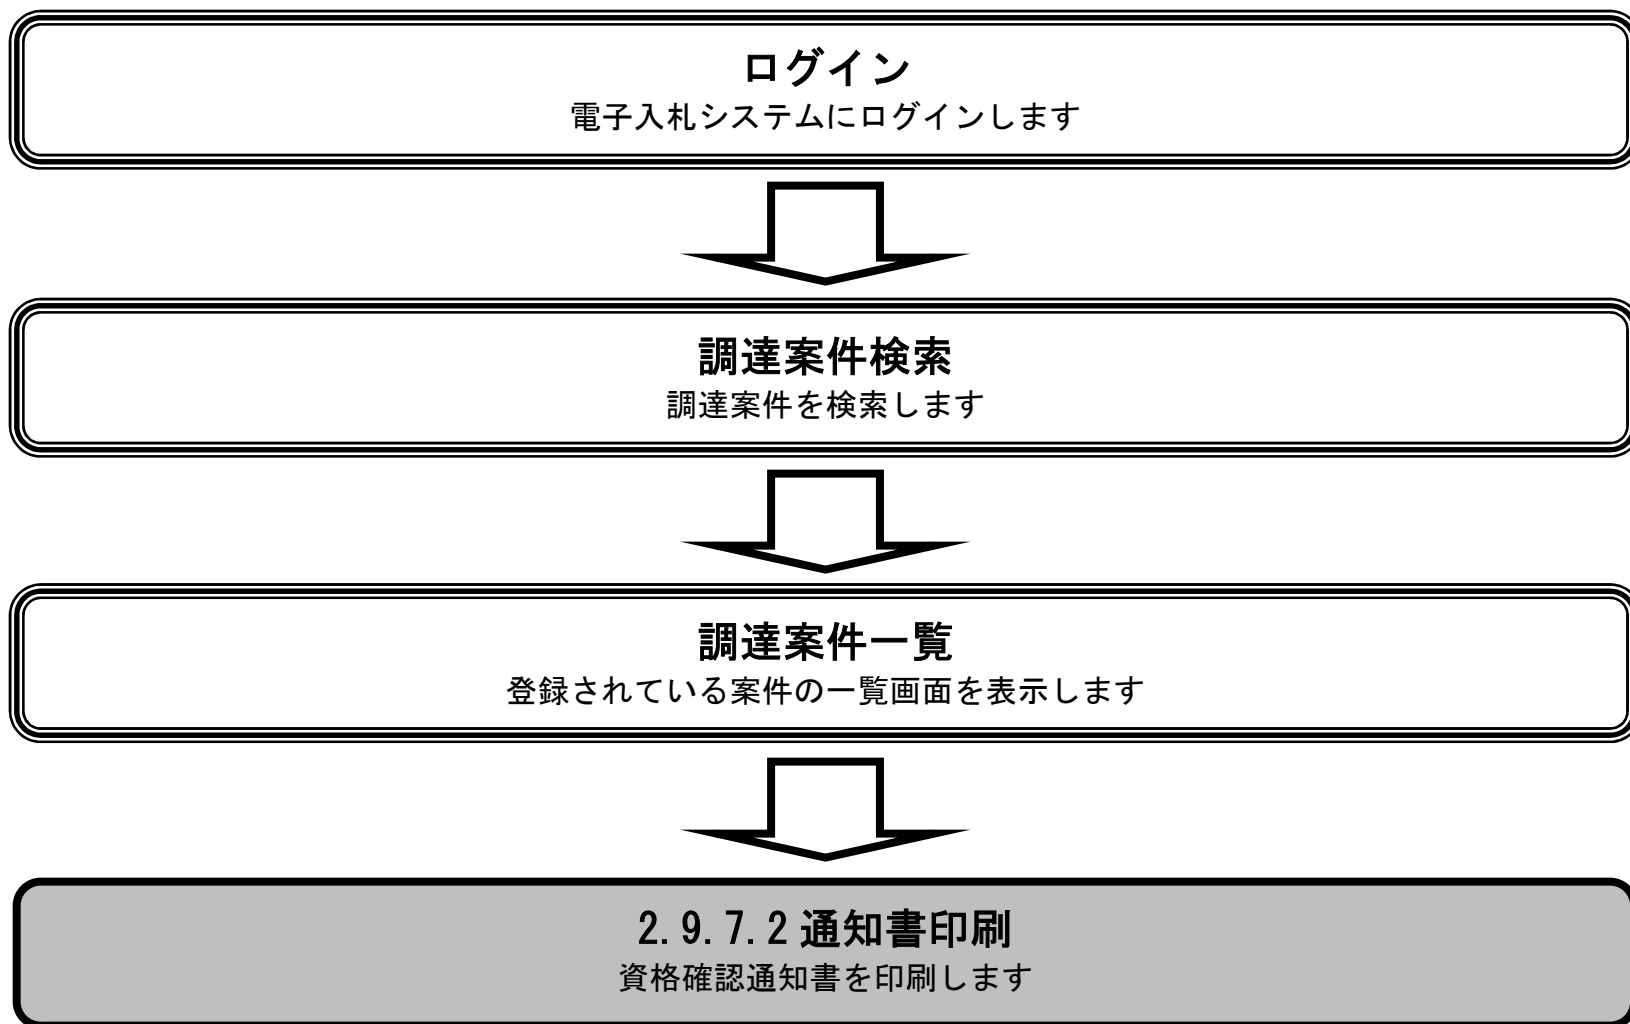 ログイン
電子入札システムにログインします
調達案件検索
調達案件を検索します
調達案件一覧
登録されている案件の一覧画面を表示します
2.9.7.2 通知書印刷
資格確認通知書を印刷します